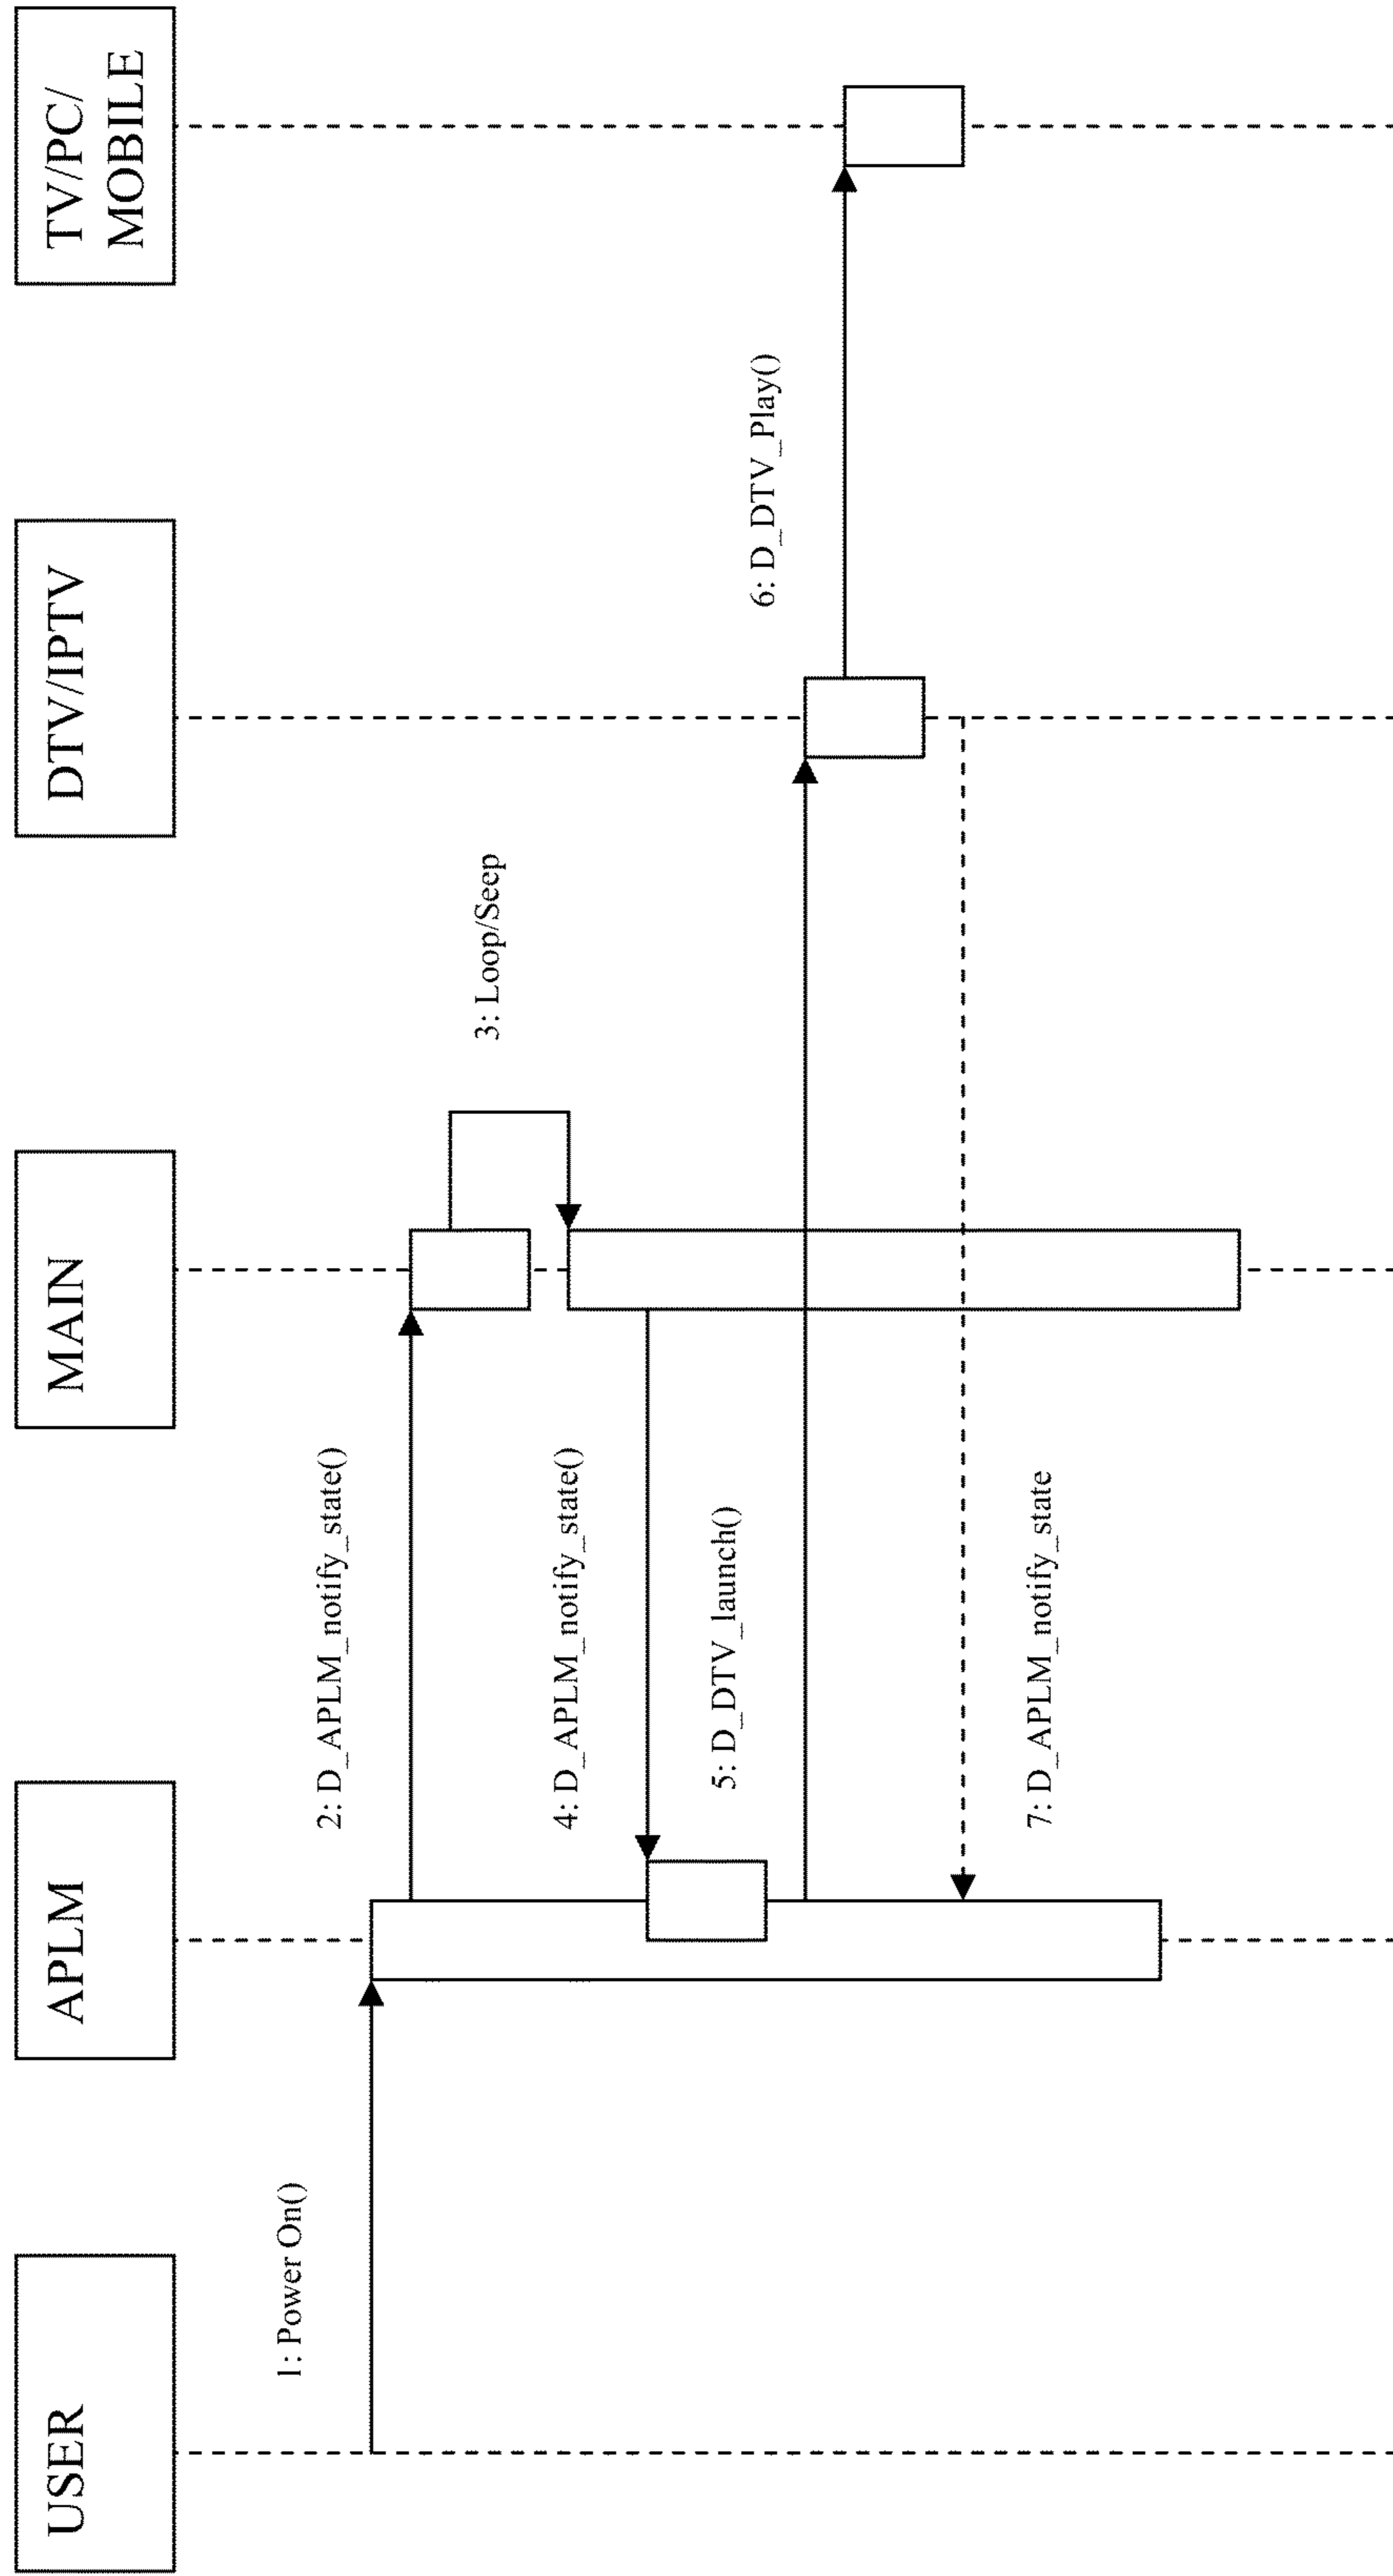 USER
APLM
MAIN
DTV/IPTV
TV/PC/
MOBILE
1: Power On()
2: D_APLM_notify_state()
3: Loop/Seep
4: D_APLM_notify_state()
5: D_DTV_launch()
6: D_DTV_Play()
7: D_APLM_notify_state